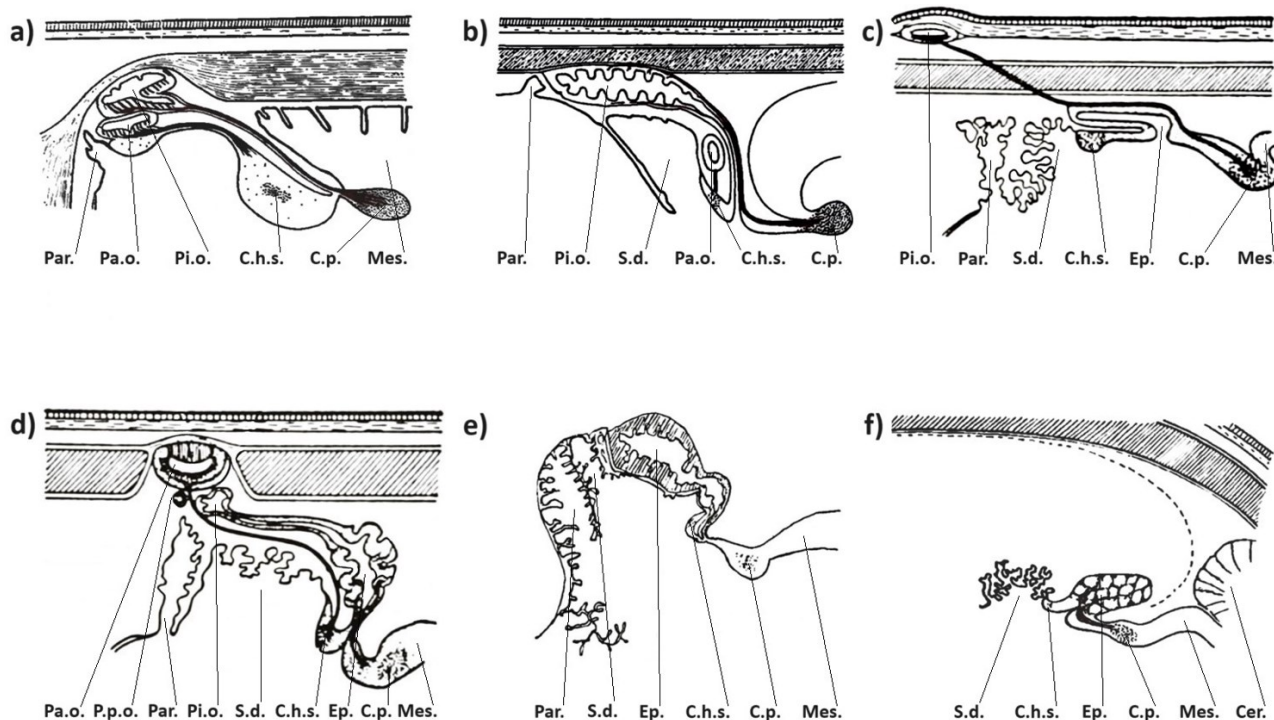 a)
b)
c)
Par. Pa.o. Pi.o. C.h.s. C.p. Mes.
Par. Pi.o. S.d. Pa.o. C.h.s. C.p.
Pi.o. Par. S.d. C.h.s. Ep. C.p. Mes.
d)
e)
f)
Pa.o. P.p.o. Par. Pi.o. S.d. C.h.s. Ep. C.p. Mes.
Par. S.d. Ep. C.h.s. C.p. Mes.
S.d. C.h.s. Ep. C.p. Mes. Cer.